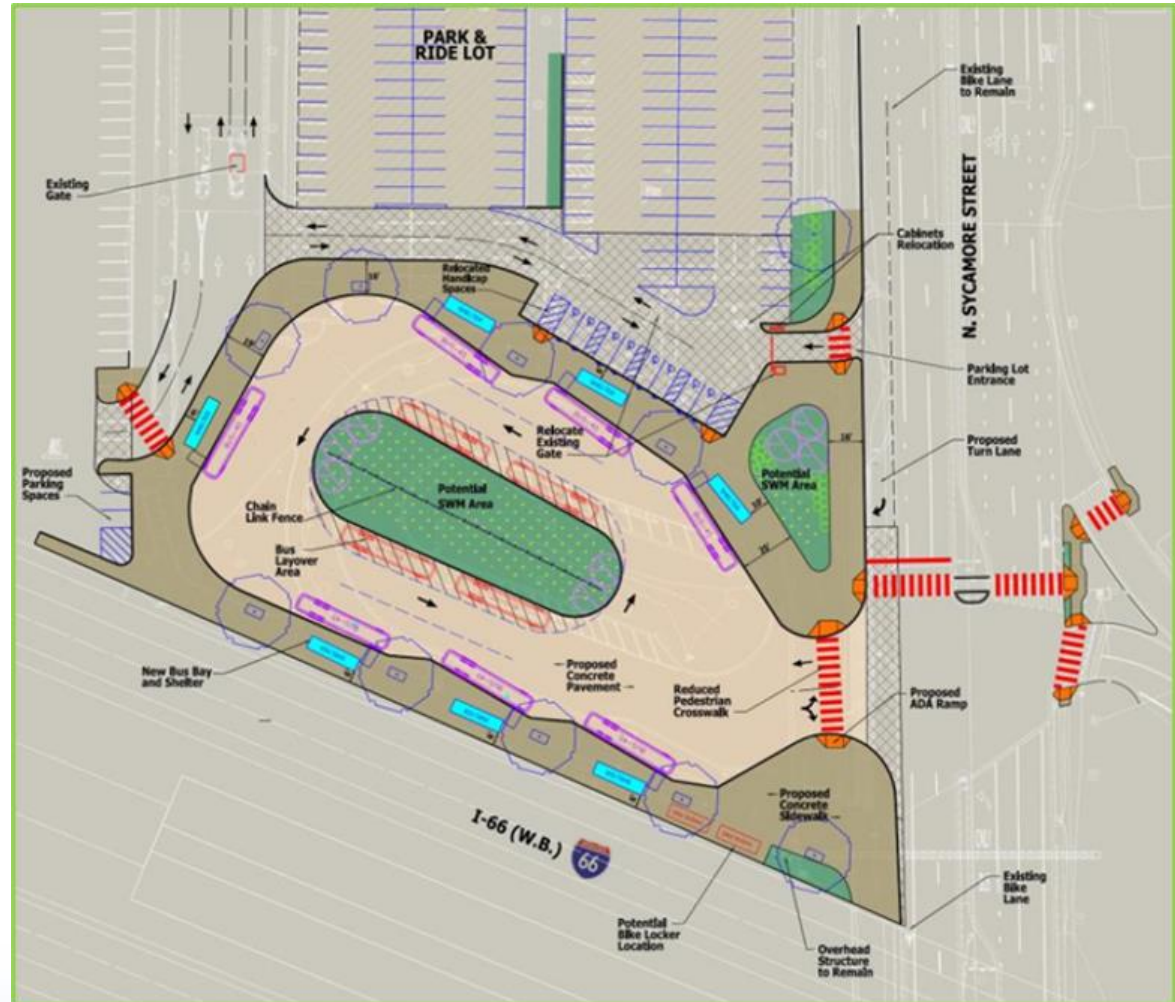 PARK &
RIDE LOT
Existing
Bike Lane
to Remain
N. SYCAMORE STREET
Existing
Gate
Cabinets
Relocation
Relocated
Handicap
Spaces
Parking Lot
Entrance
Relocate
Existing
Gate
Proposed
Turn Lane
Potential
SWM Area
Proposed
Parking
Spaces
Chain
Link Fence
Potential
SWM Area
Bus
Layover
Area
New Bus Bay
and Shelter
Proposed
Concrete
Pavement
Reduced
Pedestrian
Crosswalk
Proposed
ADA Ramp
Proposed
Concrete
Sidewalk
I-66 (W.B.)
66
Existing
Bike
Lane
Potential
Bike Locker
Location
Overhead
Structure
to Remain